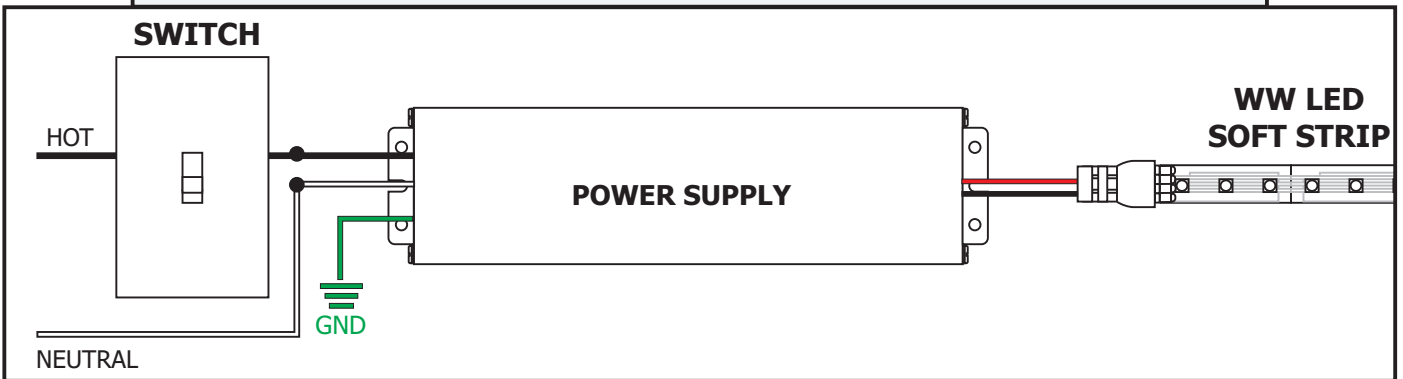 SWITCH
HOT
WW LED
SOFT STRIP
POWER SUPPLY
GND
NEUTRAL